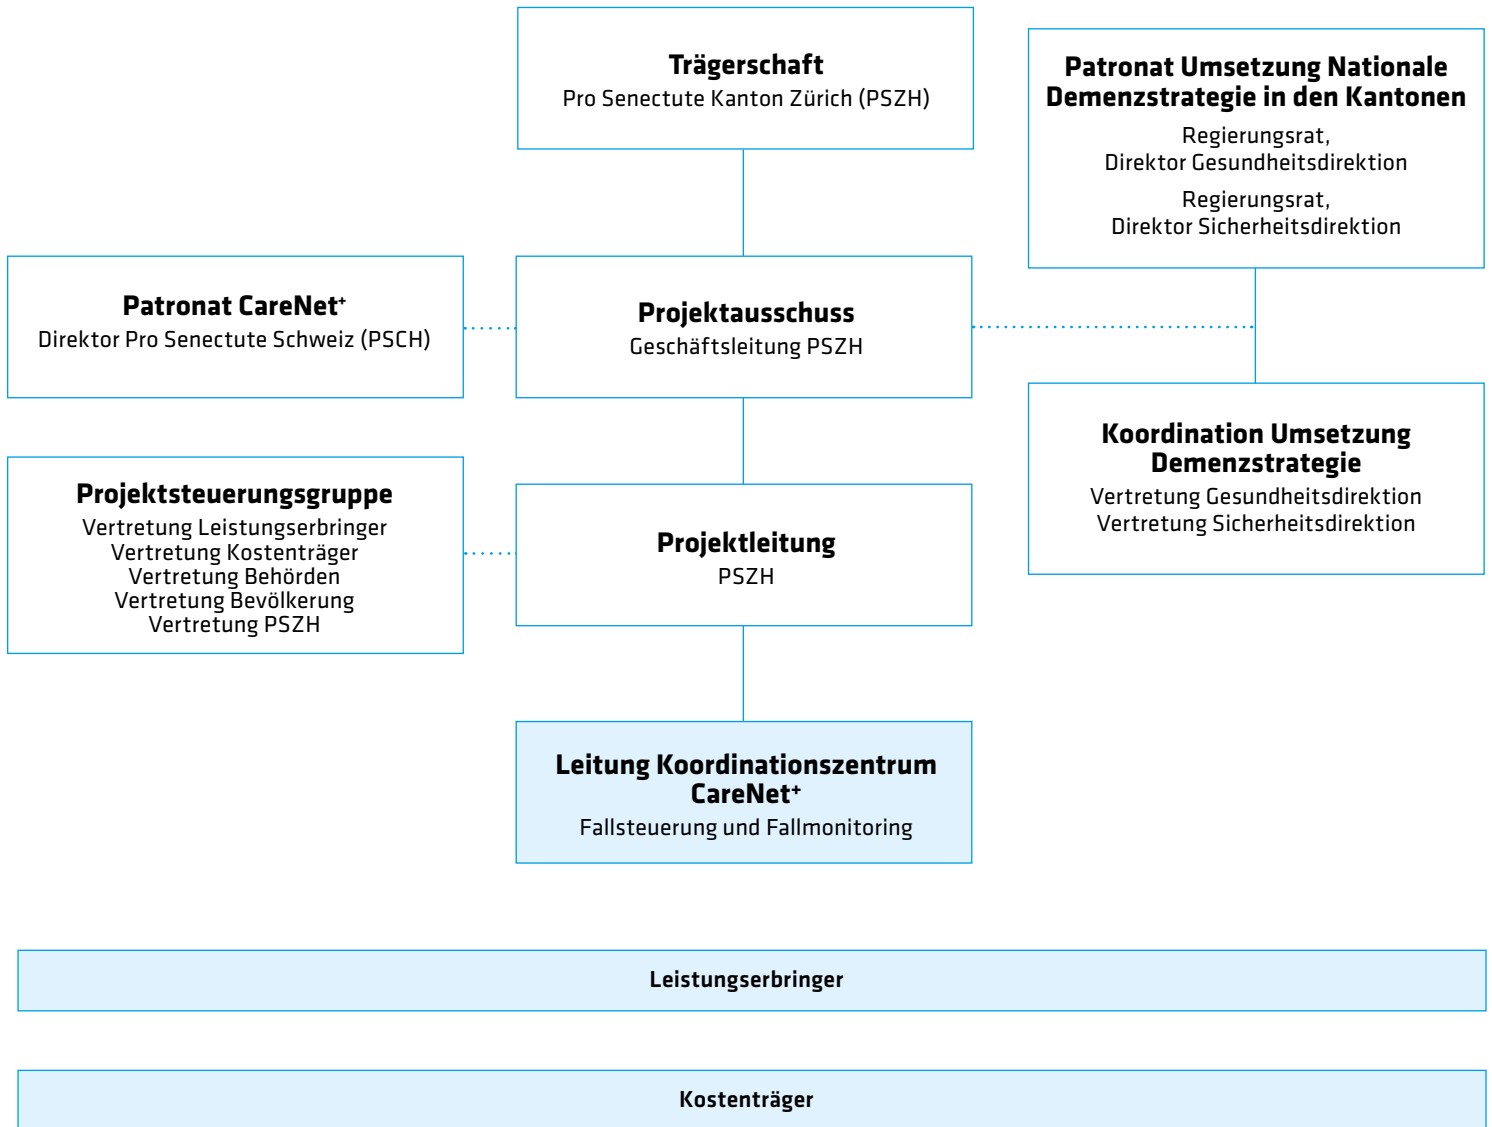 Trägerschaft
Pro Senectute Kanton Zürich (PSZH)
Patronat Umsetzung Nationale
Demenzstrategie in den Kantonen
Regierungsrat,
Direktor Gesundheitsdirektion
Regierungsrat,
Direktor Sicherheitsdirektion
Patronat CareNet⁺
Direktor Pro Senectute Schweiz (PSCH)
Projektausschuss
Geschäftsleitung PSZH
Koordination Umsetzung
Demenzstrategie
Vertretung Gesundheitsdirektion
Vertretung Sicherheitsdirektion
Projektsteuerungsgruppe
Vertretung Leistungserbringer
Vertretung Kostenträger
Vertretung Behörden
Vertretung Bevölkerung
Vertretung PSZH
Projektleitung
PSZH
Leitung Koordinationszentrum
CareNet⁺
Fallsteuerung und Fallmonitoring
Leistungserbringer
Kostenträger